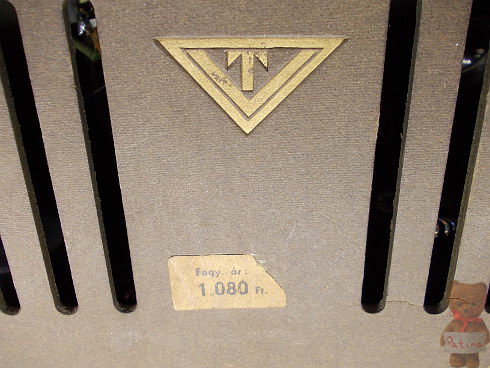 T
Fogy. ár:
1.080 Ft.
Patina